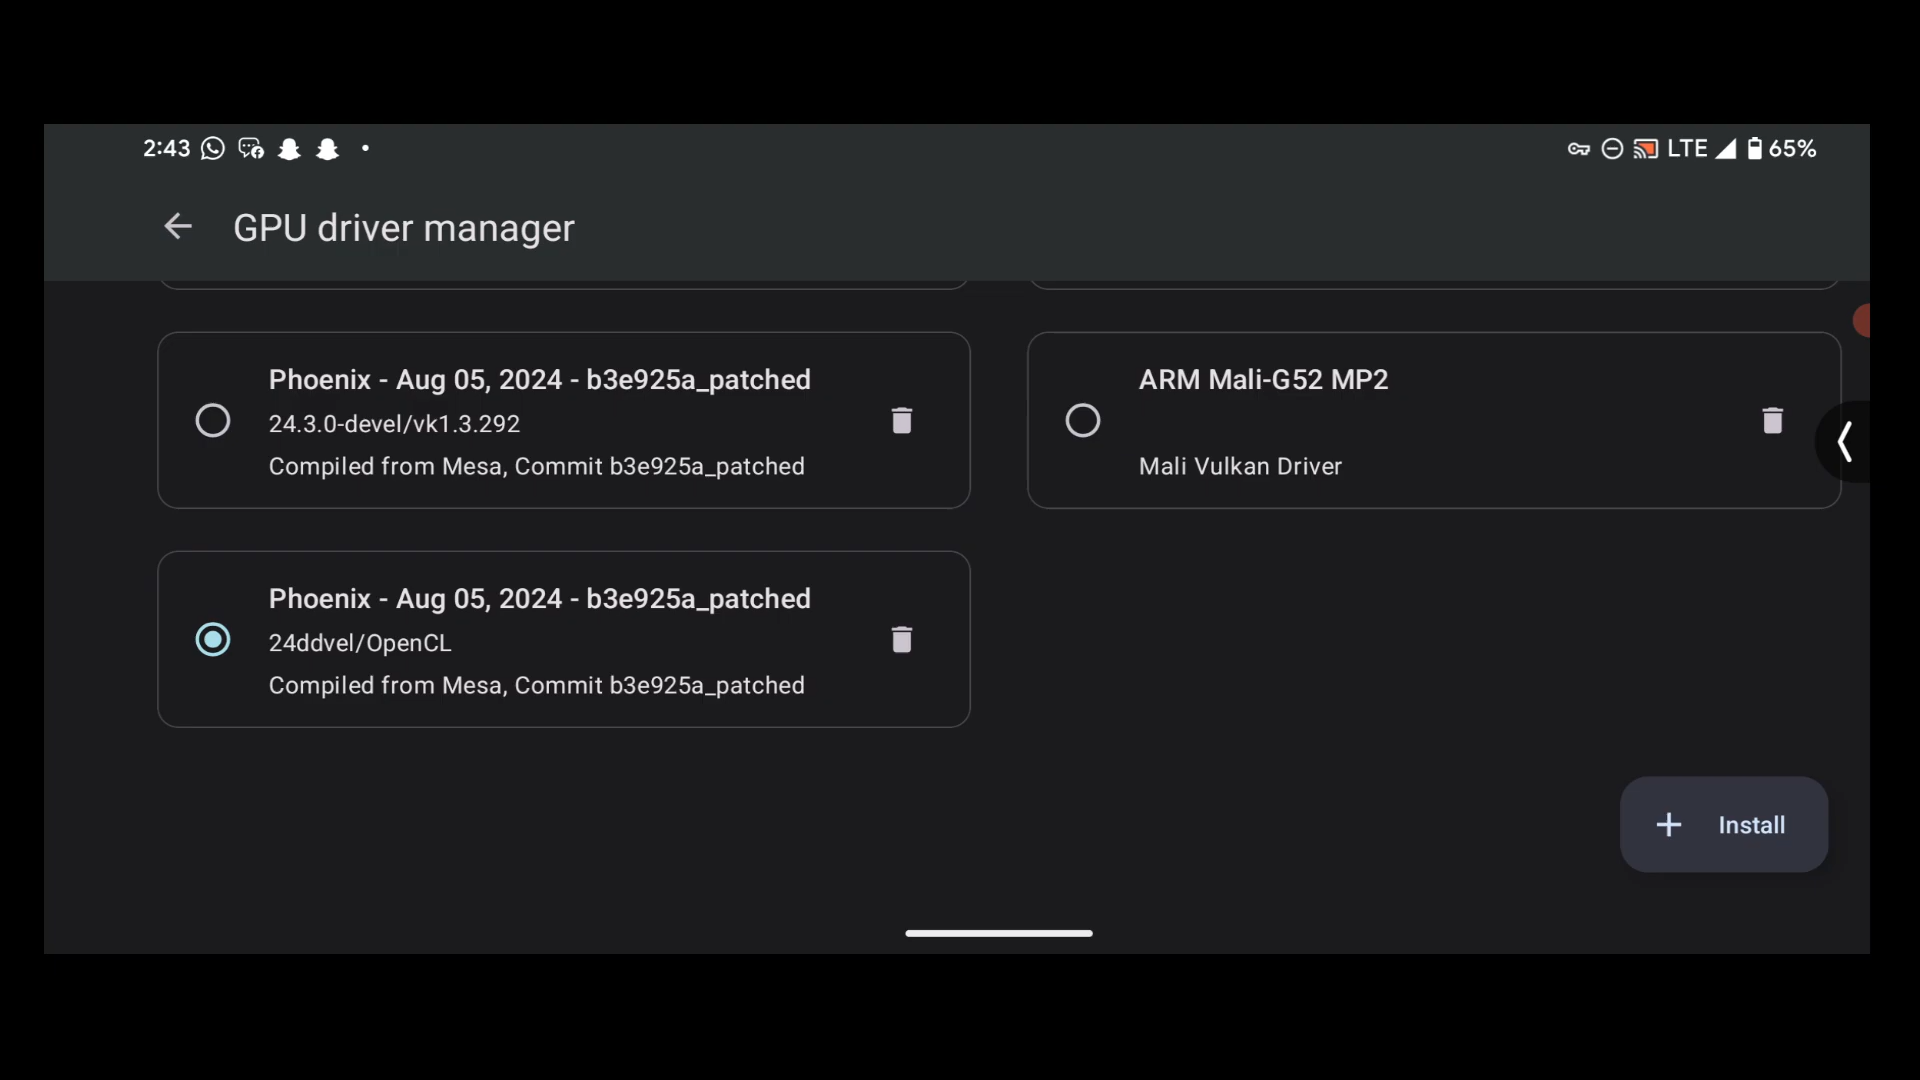 2:43
LTE 65%
GPU driver manager
Phoenix - Aug 05, 2024 - b3e925a_patched
24.3.0-devel/vk1.3.292
Compiled from Mesa, Commit b3e925a_patched
ARM Mali-G52 MP2
Mali Vulkan Driver
Phoenix - Aug 05, 2024 - b3e925a_patched
24ddvel/OpenCL
Compiled from Mesa, Commit b3e925a_patched
Install